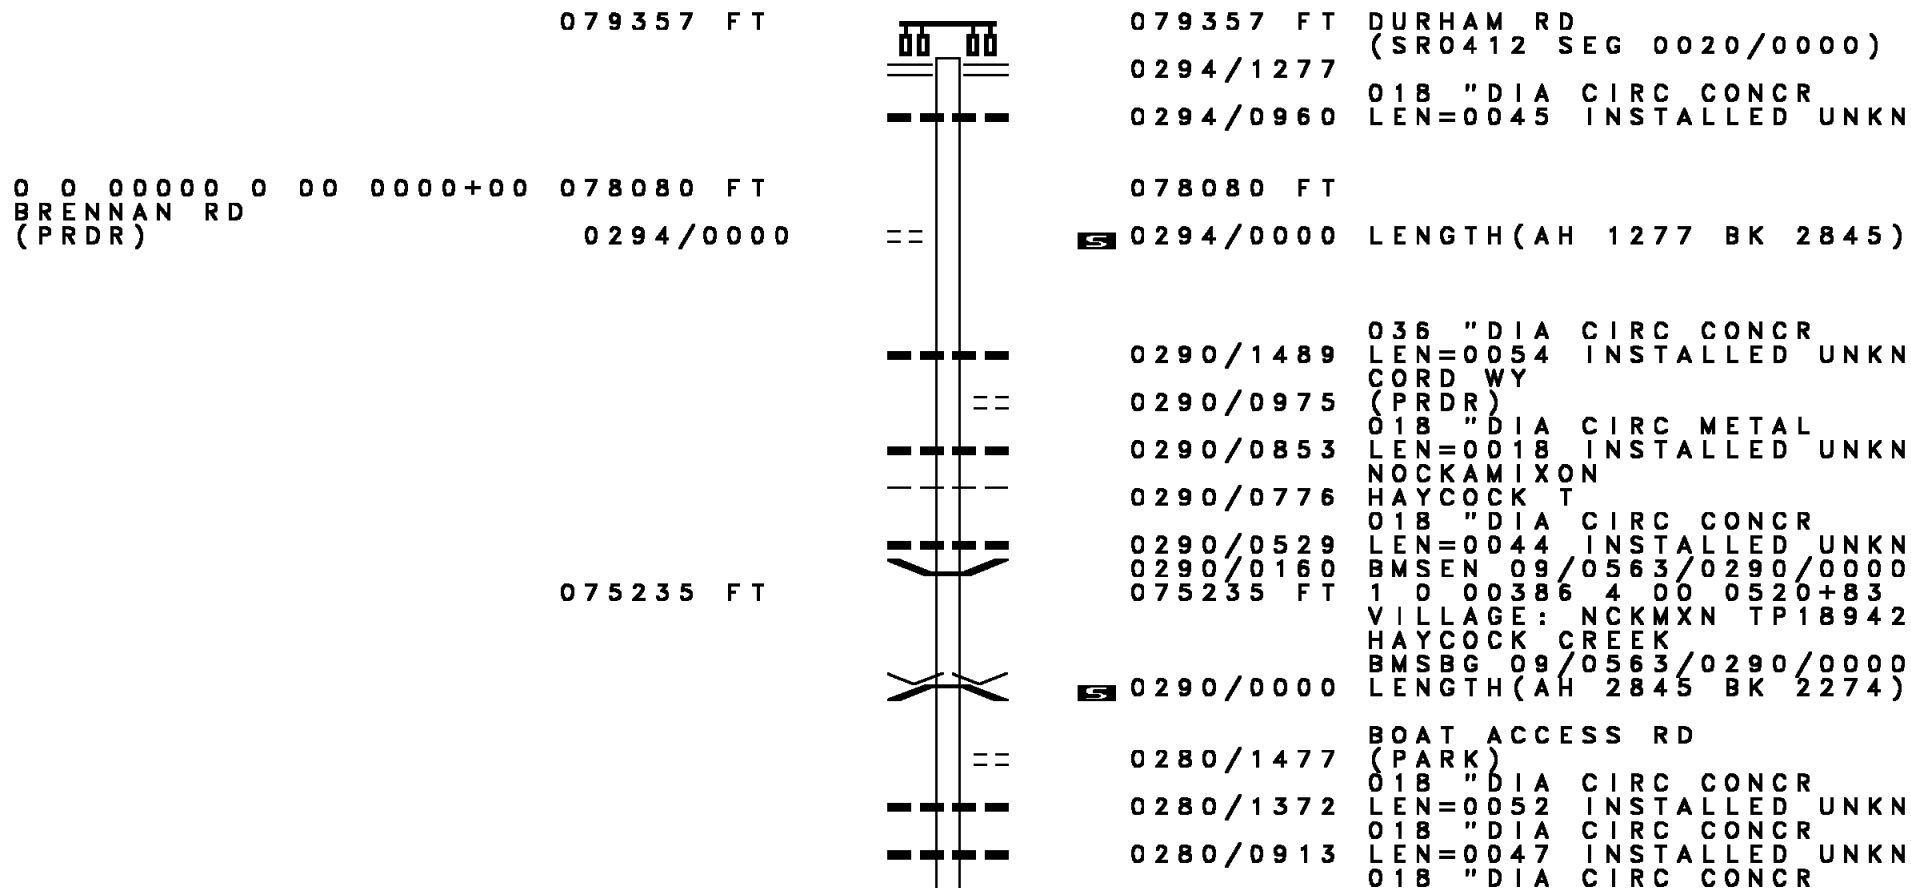 079357 FT 079357 FT DURHAM RD
(SR0412 SEG 0020/0000)
0294/1277
018 "DIA CIRC CONCR
0294/0960 LEN=0045 INSTALLED UNKN
0 0 00000 0 00 0000+00 078080 FT 078080 FT
BRENNAN RD
(PRDR) 0294/0000 S 0294/0000 LENGTH(AH 1277 BK 2845)
036 "DIA CIRC CONCR
0290/1489 LEN=0054 INSTALLED UNKN
CORD WY
0290/0975 (PRDR)
018 "DIA CIRC METAL
0290/0853 LEN=0018 INSTALLED UNKN
NOCKAMIXON
0290/0776 HAYCOCK T
018 "DIA CIRC CONCR
0290/0529 LEN=0044 INSTALLED UNKN
0290/0160 BMSEN 09/0563/0290/0000
075235 FT 075235 FT 1 0 00386 4 00 0520+83
VILLAGE: NCKMXN TP18942
HAYCOCK CREEK
BMSBG 09/0563/0290/0000
S 0290/0000 LENGTH(AH 2845 BK 2274)
BOAT ACCESS RD
0280/1477 (PARK)
018 "DIA CIRC CONCR
0280/1372 LEN=0052 INSTALLED UNKN
018 "DIA CIRC CONCR
0280/0913 LEN=0047 INSTALLED UNKN
018 "DIA CIRC CONCR